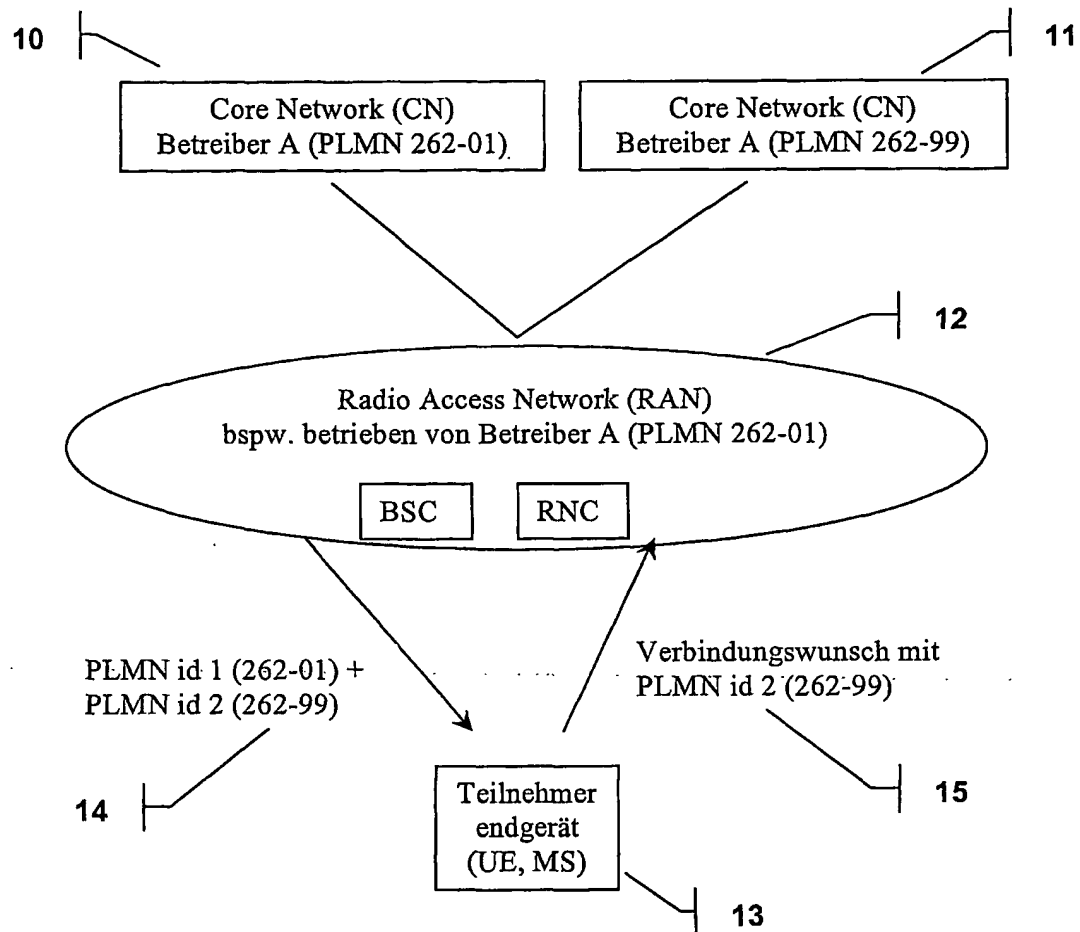 10
11
Core Network (CN)
Betreiber A (PLMN 262-01)
Core Network (CN)
Betreiber A (PLMN 262-99)
12
Radio Access Network (RAN)
bspw. betrieben von Betreiber A (PLMN 262-01)
BSC
RNC
PLMN id 1 (262-01) +
PLMN id 2 (262-99)
Verbindungswunsch mit
PLMN id 2 (262-99)
14
15
Teilnehmer
endgerät
(UE, MS)
13